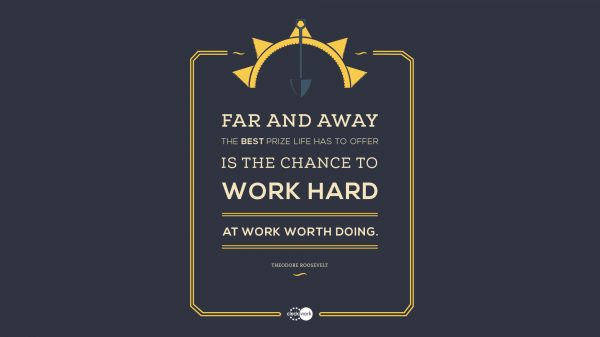 FAR AND AWAY
THE BEST PRIZE LIFE HAS TO OFFER
IS THE CHANCE TO
WORK HARD
AT WORK WORTH DOING.
THEODORE ROOSEVELT
clockwork